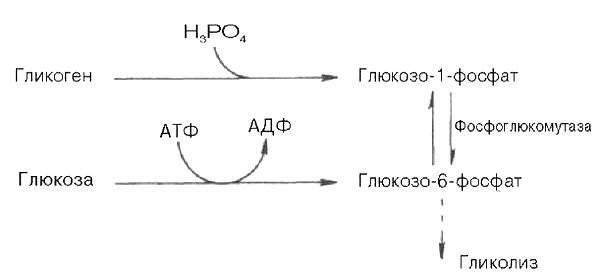 H₃PO₄
Гликоген
Глюкозо-1-фосфат
АТФ
АДФ
Фосфоглюкомутаза
Глюкоза
Глюкозо-6-фосфат
Гликолиз